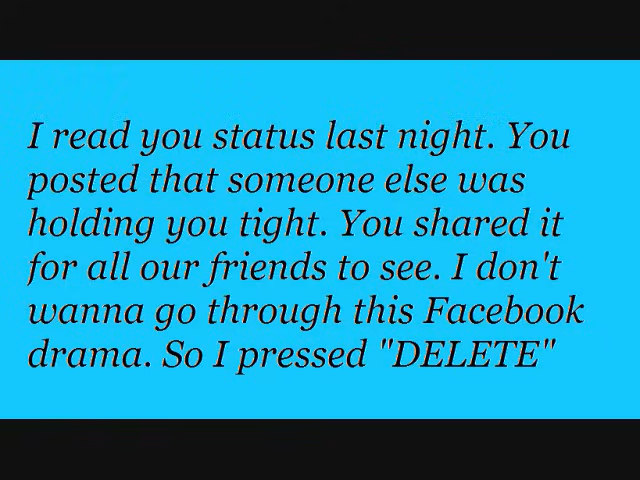 I read you status last night. You
posted that someone else was
holding you tight. You shared it
for all our friends to see. I don't
wanna go through this Facebook
drama. So I pressed "DELETE"